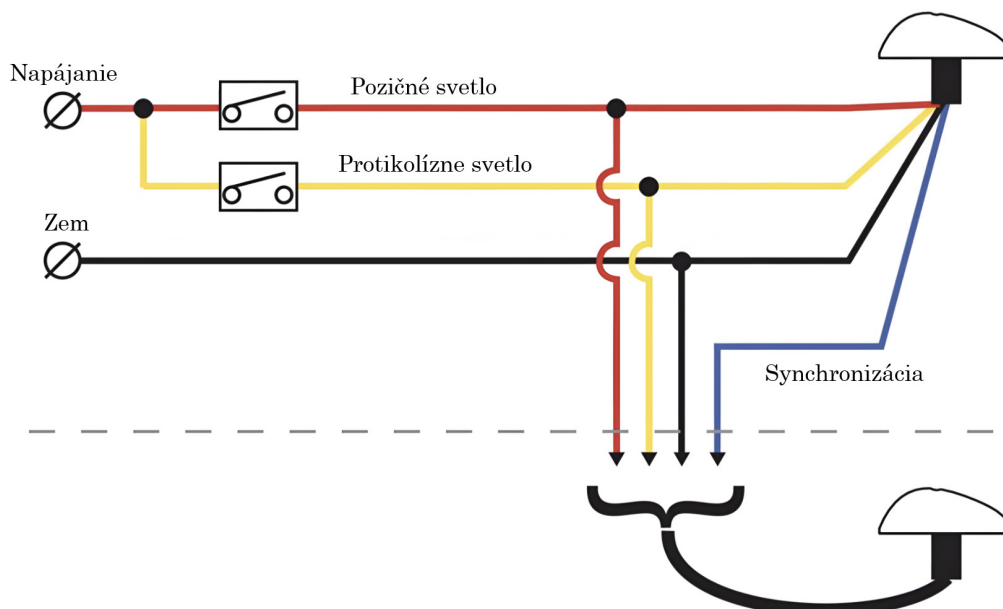 Napájanie
Pozičné svetlo
Protikolízne svetlo
Zem
Synchronizácia